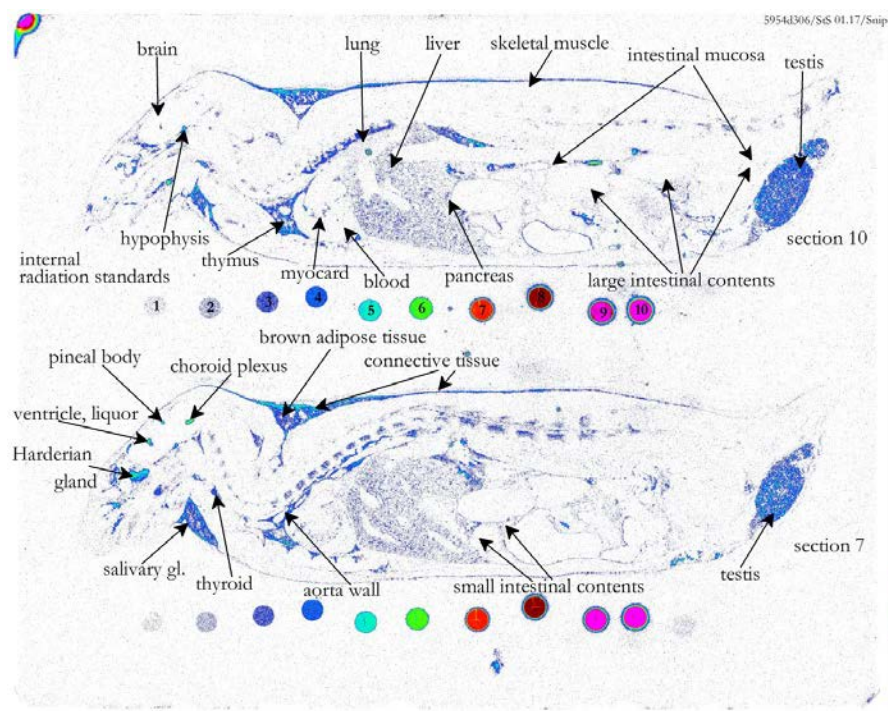 5954d306/SdS 01.17/Snip
brain
lung
liver
skeletal muscle
intestinal mucosa
testis
hypophysis
thymus
myocard
blood
pancreas
large intestinal contents
section 10
internal
radiation standards
1 2 3 4 5 6 7 8 9 10
pineal body
choroid plexus
brown adipose tissue
connective tissue
ventricle, liquor
Harderian
gland
salivary gl.
thyroid
aorta wall
small intestinal contents
testis
section 7